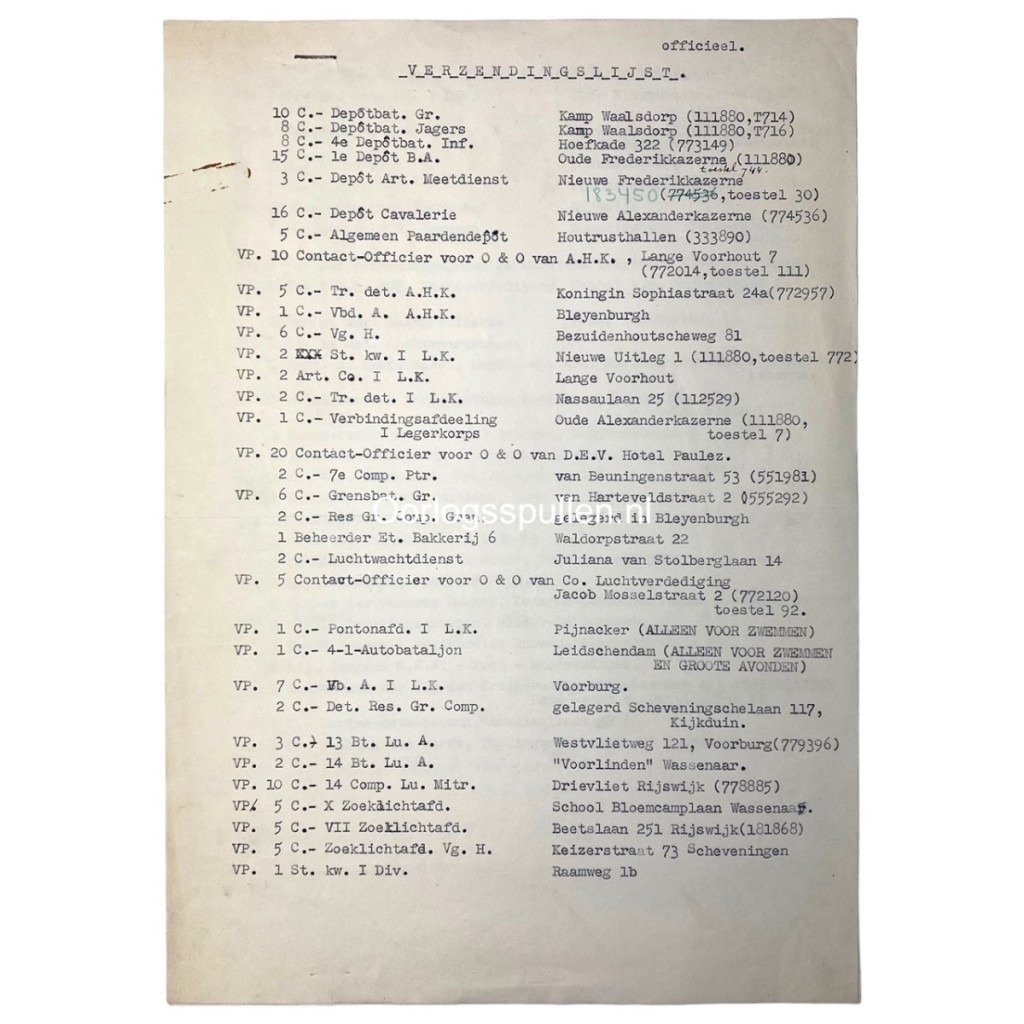 officieel.
VERZENDINGSLIJST.
10 C.- Depôtbat. Gr. Kamp Waalsdorp (111880,T714)
8 C.- Depôtbat. Jagers Kamp Waalsdorp (111880,T716)
8 C.- 4e Depôtbat. Inf. Hoefkade 322 (773149)
15 C.- 1e Depôt B.A. Oude Frederikkazerne (111880)
toestel 744.
3 C.- Depôt Art. Meetdienst Nieuwe Frederikkazerne
183450 (774536, toestel 30)
16 C.- Depôt Cavalerie Nieuwe Alexanderkazerne (774536)
5 C.- Algemeen Paardendepôt Houtrusthallen (333890)
VP. 10 Contact-Officier voor O & O van A.H.K. , Lange Voorhout 7
(772014,toestel 111)
VP. 5 C.- Tr. det. A.H.K. Koningin Sophiastraat 24a(772957)
VP. 1 C.- Vbd. A. A.H.K. Bleyenburgh
VP. 6 C.- Vg. H. Bezuidenhoutscheweg 81
VP. 2 XXX St. kw. I L.K. Nieuwe Uitleg 1 (111880,toestel 772)
VP. 2 Art. Co. I L.K. Lange Voorhout
VP. 2 C.- Tr. det. I L.K. Nassaulaan 25 (112529)
VP. 1 C.- Verbindingsafdeeling Oude Alexanderkazerne (111880,
I Legerkorps toestel 7)
VP. 20 Contact-Officier voor O & O van D.E.V. Hotel Paulez.
2 C.- 7e Comp. Ptr. van Beuningenstraat 53 (551981)
VP. 6 C.- Grensbat. Gr. van Harteveldstraat 2 (555292)
Oorlogsspullen.nl
2 C.- Res Gr. Comp. Gren. gelegerd in Bleyenburgh
1 Beheerder Et. Bakkerij 6 Waldorpstraat 22
2 C.- Luchtwachtdienst Juliana van Stolberglaan 14
VP. 5 Contact-Officier voor O & O van Co. Luchtverdediging
Jacob Mosselstraat 2 (772120)
toestel 92.
VP. 1 C.- Pontonafd. I L.K. Pijnacker (ALLEEN VOOR ZWEMMEN)
VP. 1 C.- 4-1-Autobataljon Leidschendam (ALLEEN VOOR ZWEMMEN
EN GROOTE AVONDEN)
VP. 7 C.- Vb. A. I L.K. Voorburg.
2 C.- Det. Res. Gr. Comp. gelegerd Scheveningschelaan 117,
Kijkduin.
VP. 3 C.- 13 Bt. Lu. A. Westvlietweg 121, Voorburg(779396)
VP. 2 C.- 14 Bt. Lu. A. "Voorlinden" Wassenaar.
VP. 10 C.- 14 Comp. Lu. Mitr. Drievliet Rijswijk (778885)
VP. 5 C.- X Zoeklichtafd. School Bloemcamplaan Wassenaar.
VP. 5 C.- VII Zoeklichtafd. Beetslaan 251 Rijswijk(181868)
VP. 5 C.- Zoeklichtafd. Vg. H. Keizerstraat 73 Scheveningen
VP. 1 St. kw. I Div. Raamweg 1b